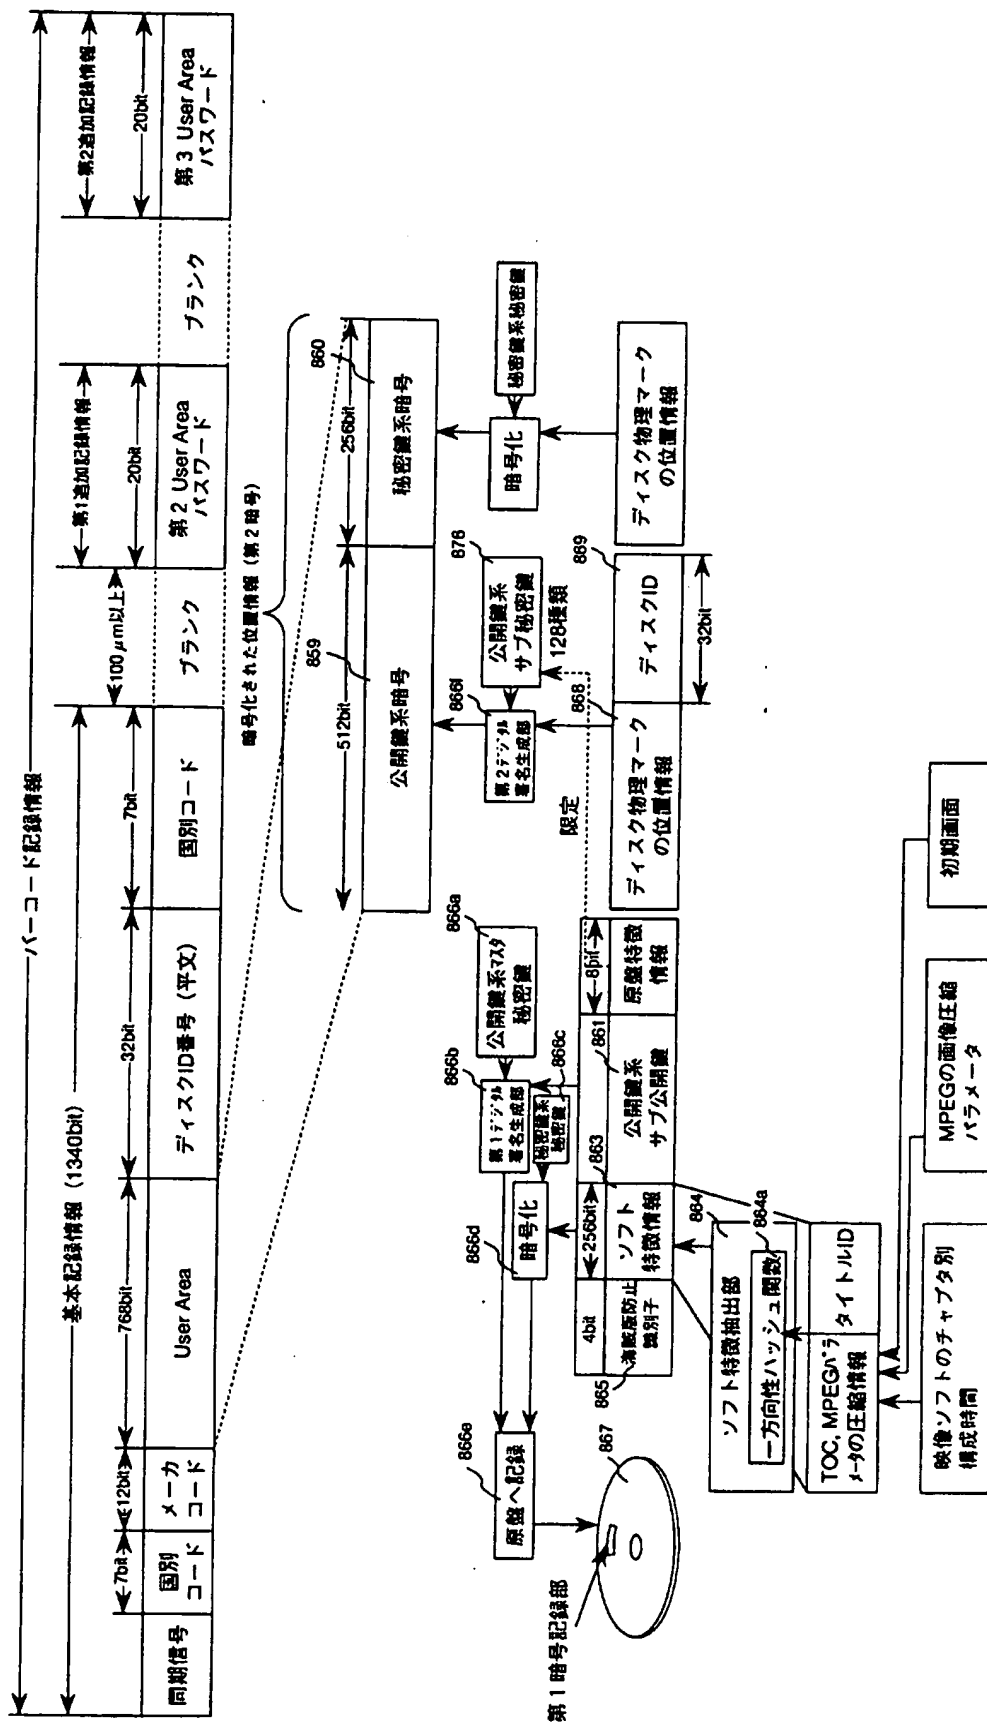 バーコード記録情報
基本記録情報（1340bit）
第1追加記録情報
第2追加記録情報
7bit
12bit
768bit
32bit
7bit
100μm以上
20bit
20bit
同期信号
国別
コード
メーカ
コード
User Area
ディスクID番号（平文）
国別コード
ブランク
第2 User Area
パスワード
ブランク
第3 User Area
パスワード
暗号化された位置情報（第2暗号）
859
860
512bit
256bit
公開鍵系暗号
秘密鍵系暗号
866a
公開鍵系マスタ
秘密鍵
866b
第1デジタル
署名生成部
866c
秘密鍵系
秘密鍵
866d
暗号化
866e
原盤へ記録
867
第1暗号記録部
866f
第2デジタル
署名生成部
876
公開鍵系
サブ秘密鍵
128種類
限定
暗号化
秘密鍵系秘密鍵
865
4bit
海賊版防止
識別子
863
256bit
ソフト
特徴情報
861
公開鍵系
サブ公開鍵
8bit
原盤特徴
情報
868
ディスク物理マーク
の位置情報
869
ディスクID
32bit
ディスク物理マーク
の位置情報
864
ソフト特徴抽出部
864a
一方向性ハッシュ関数
TOC, MPEGパラ
メータの圧縮情報
タイトルID
映像ソフトのチャプタ別
構成時間
MPEGの画像圧縮
パラメータ
初期画面